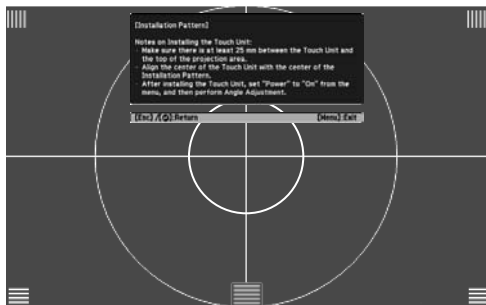 [Installation Pattern]
Notes on Installing the Touch Unit:
- Make sure there is at least 25 mm between the Touch Unit and
the top of the projection area.
- Align the center of the Touch Unit with the center of the
Installation Pattern.
- After installing the Touch Unit, set "Power" to "On" from the
menu, and then perform Angle Adjustment.
[Esc] /[ ]:Return [Menu]:Exit